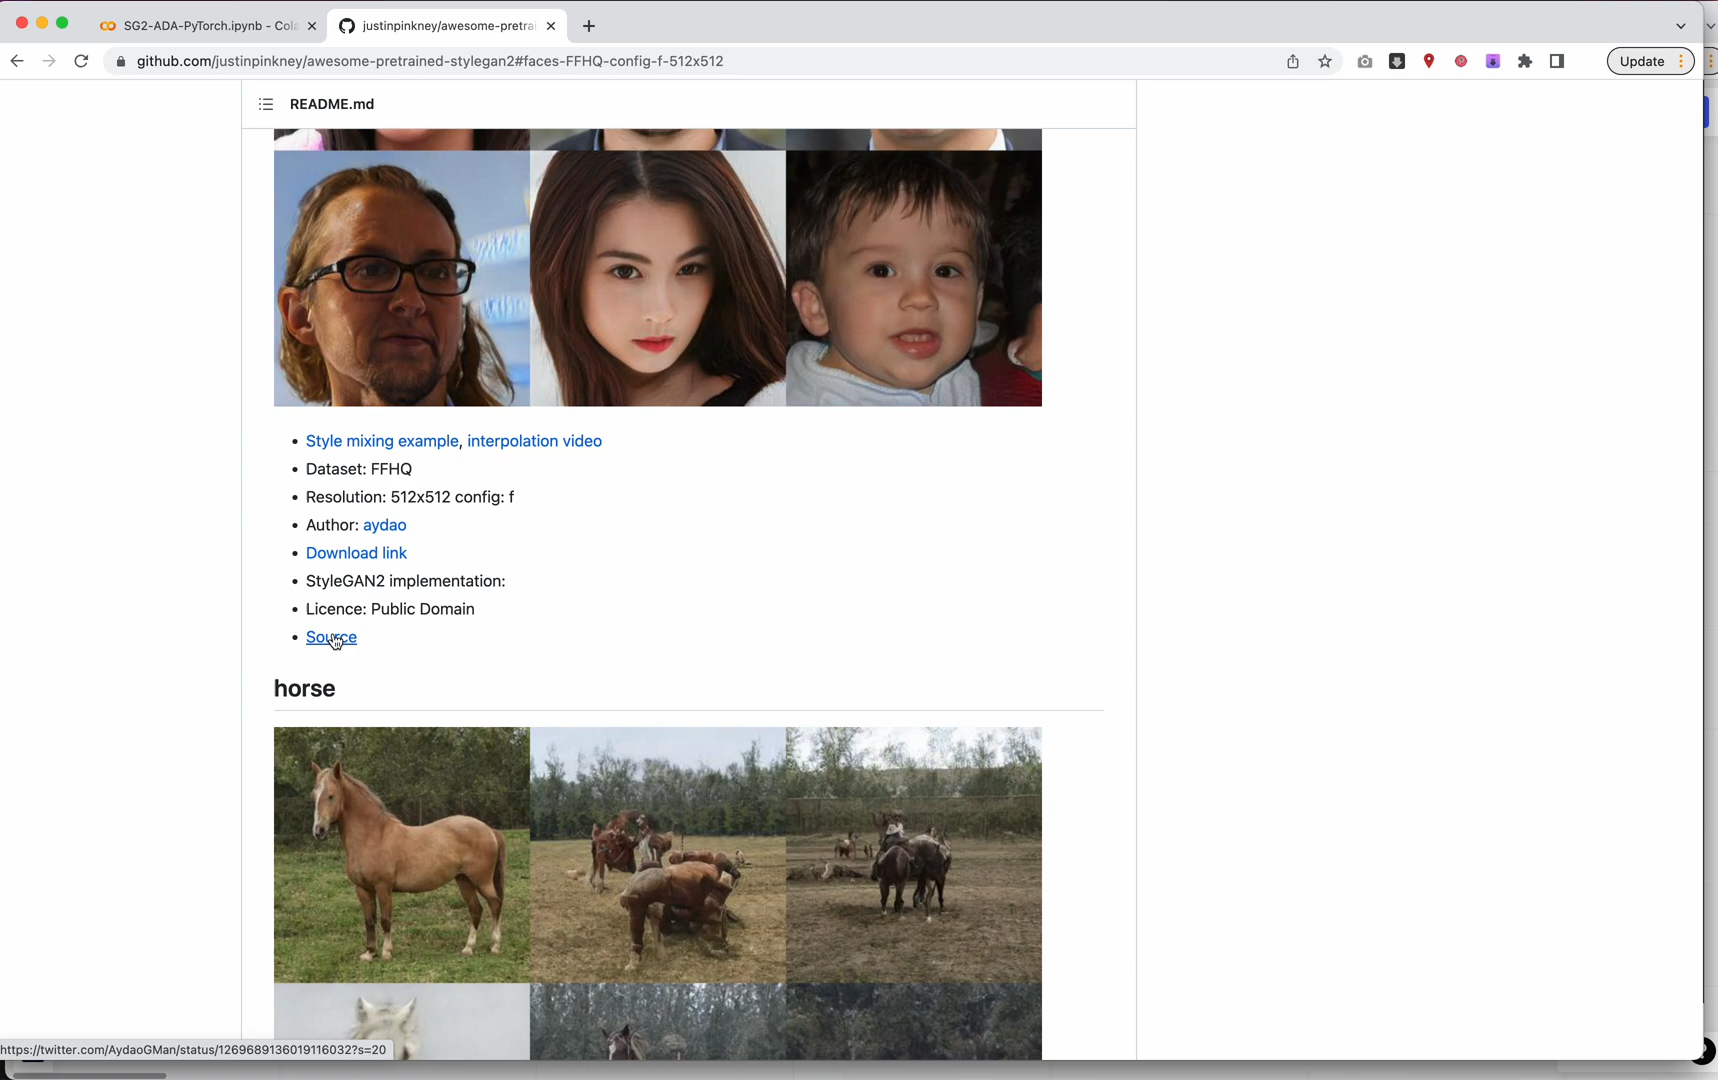 SG2-ADA-PyTorch.ipynb - Cola
justinpinkney/awesome-pretrai
github.com/justinpinkney/awesome-pretrained-stylegan2#faces-FFHQ-config-f-512x512
Update
README.md
Style mixing example, interpolation video
Dataset: FFHQ
Resolution: 512x512 config: f
Author: aydao
Download link
StyleGAN2 implementation:
Licence: Public Domain
Source
horse
https://twitter.com/AydaoGMan/status/1269689136019116032?s=20